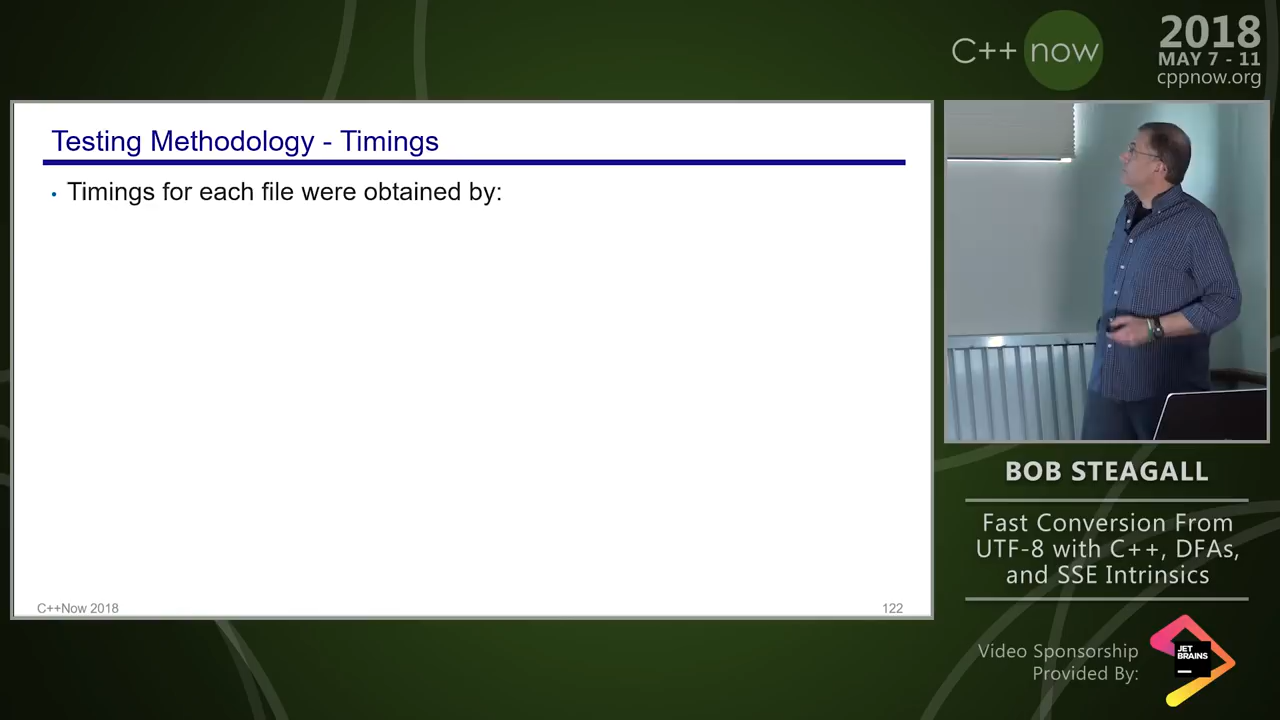 C++ now
2018
MAY 7 - 11
cppnow.org
Testing Methodology - Timings
• Timings for each file were obtained by:
C++Now 2018
122
BOB STEAGALL
Fast Conversion From
UTF-8 with C++, DFAs,
and SSE Intrinsics
Video Sponsorship
Provided By:
JET
BRAINS